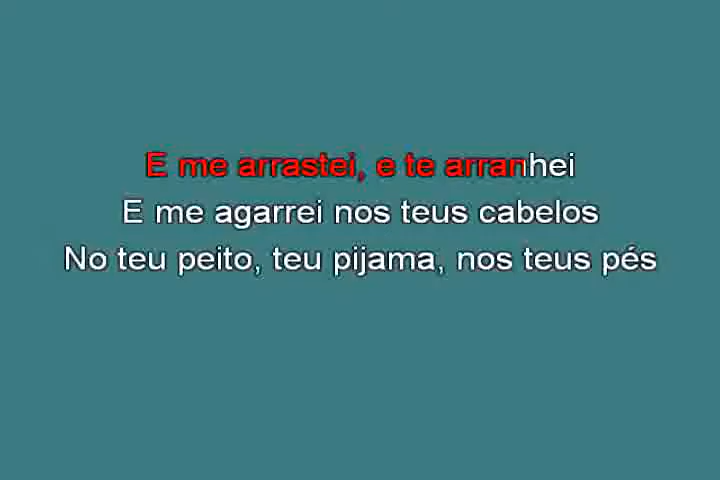 E me arrastei, e te arranhei
E me agarrei nos teus cabelos
No teu peito, teu pijama, nos teus pés